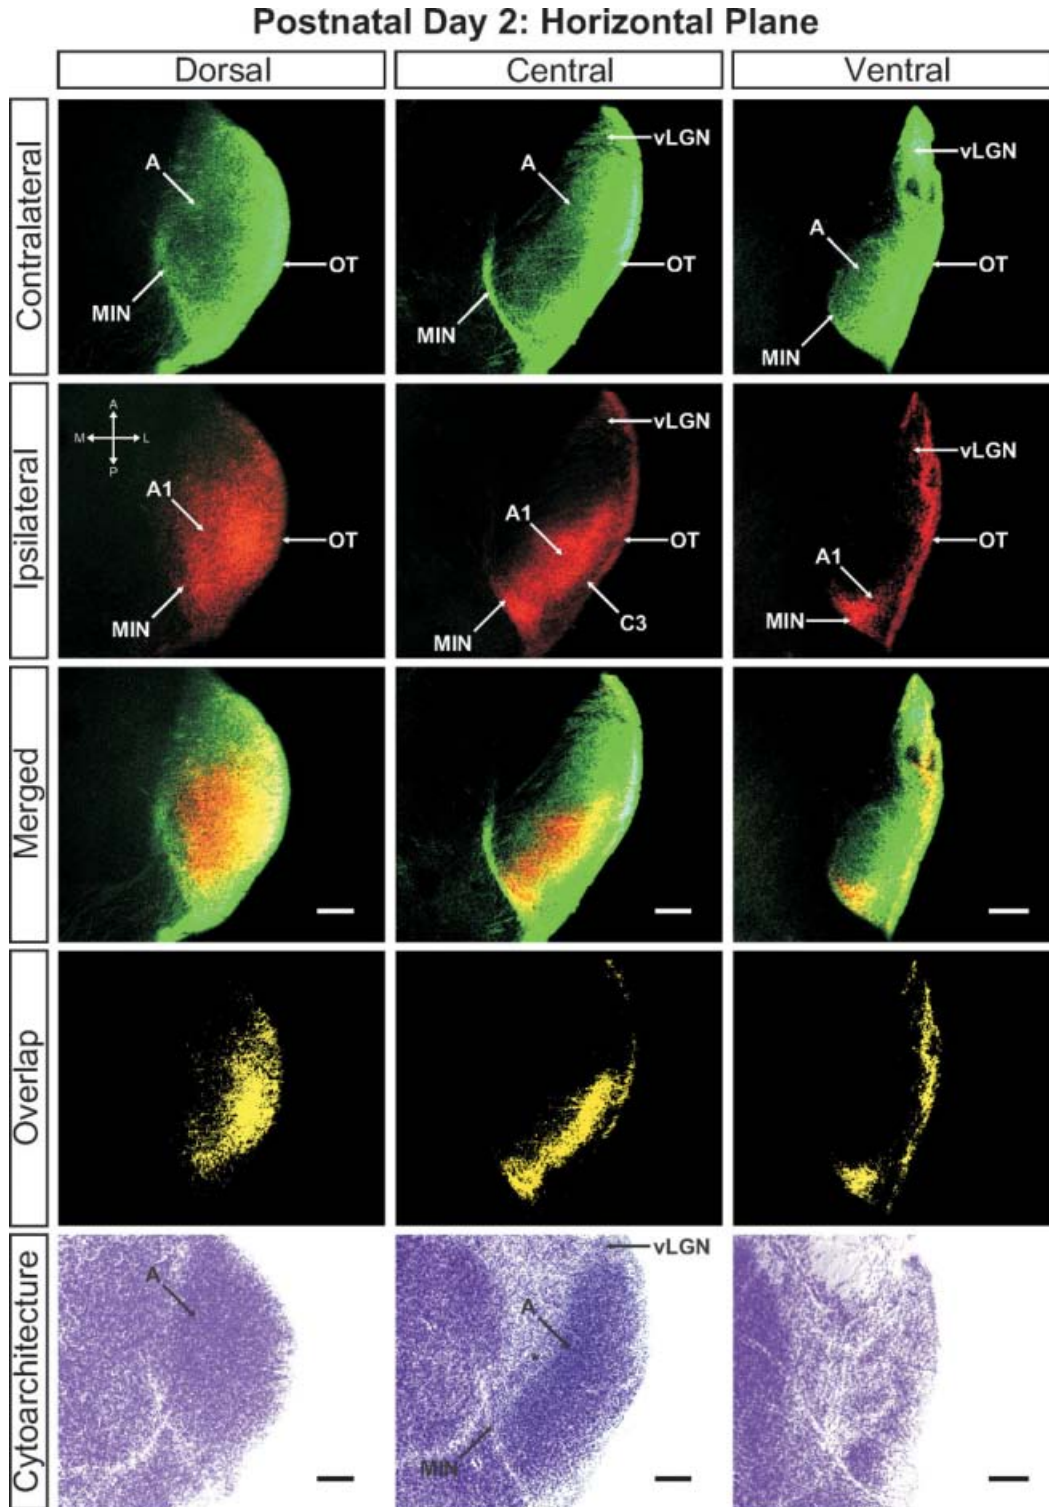 Postnatal Day 2: Horizontal Plane
Dorsal Central Ventral
Contralateral
A
MIN
OT
vLGN
A
OT
MIN
vLGN
A
OT
MIN
Ipsilateral
A
M L
P
A1
OT
MIN
vLGN
A1
OT
C3
MIN
vLGN
OT
A1
MIN
Merged
Overlap
Cytoarchitecture
A
vLGN
A
*
MIN